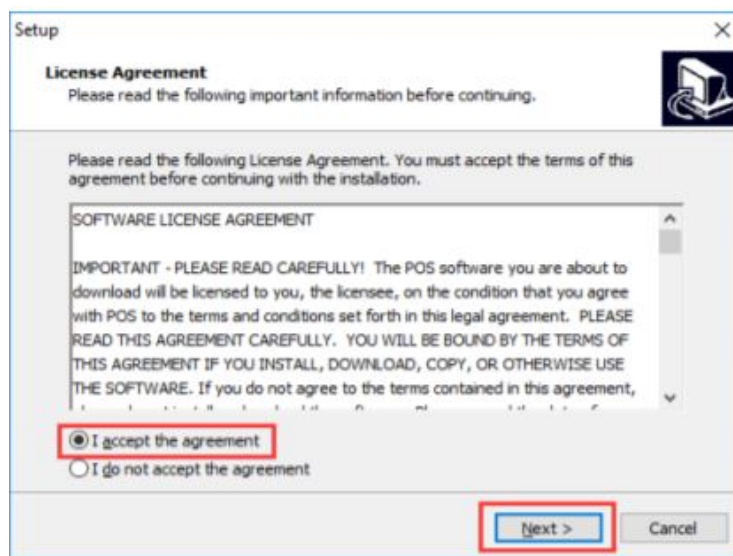 Setup
License Agreement
Please read the following important information before continuing.
Please read the following License Agreement. You must accept the terms of this
agreement before continuing with the installation.
SOFTWARE LICENSE AGREEMENT
IMPORTANT - PLEASE READ CAREFULLY! The POS software you are about to
download will be licensed to you, the licensee, on the condition that you agree
with POS to the terms and conditions set forth in this legal agreement. PLEASE
READ THIS AGREEMENT CAREFULLY. YOU WILL BE BOUND BY THE TERMS OF
THIS AGREEMENT IF YOU INSTALL, DOWNLOAD, COPY, OR OTHERWISE USE
THE SOFTWARE. If you do not agree to the terms contained in this agreement,
I accept the agreement
I do not accept the agreement
Next >
Cancel